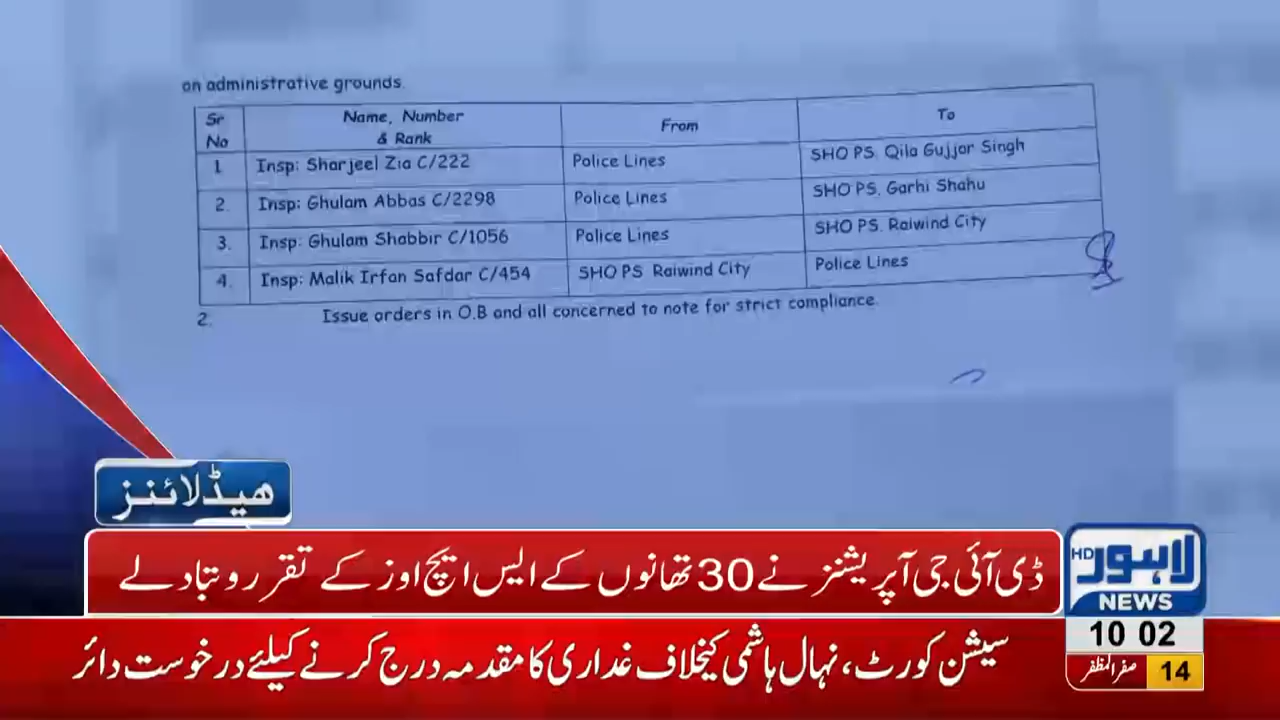 on administrative grounds.
Sr No | Name, Number & Rank | From | To
1 | Insp: Sharjeel Zia C/222 | Police Lines | SHO PS. Qila Gujjar Singh
2. | Insp: Ghulam Abbas C/2298 | Police Lines | SHO PS. Garhi Shahu
3. | Insp: Ghulam Shabbir C/1056 | Police Lines | SHO PS. Raiwind City
4. | Insp: Malik Irfan Safdar C/454 | SHO PS Raiwind City | Police Lines
2. Issue orders in O.B and all concerned to note for strict compliance.
ھیڈلائنز
ڈی آئی جی آپریشنز نے 30 تھانوں کے ایس ایچ اوز کے تقرر و تبادلے
HD لاہور
NEWS
10 02
سیشن کورٹ، نہال ہاشمی کیخلاف غداری کا مقدمہ درج کرنے کیلئے درخوست دائر
14 صفر المظفر